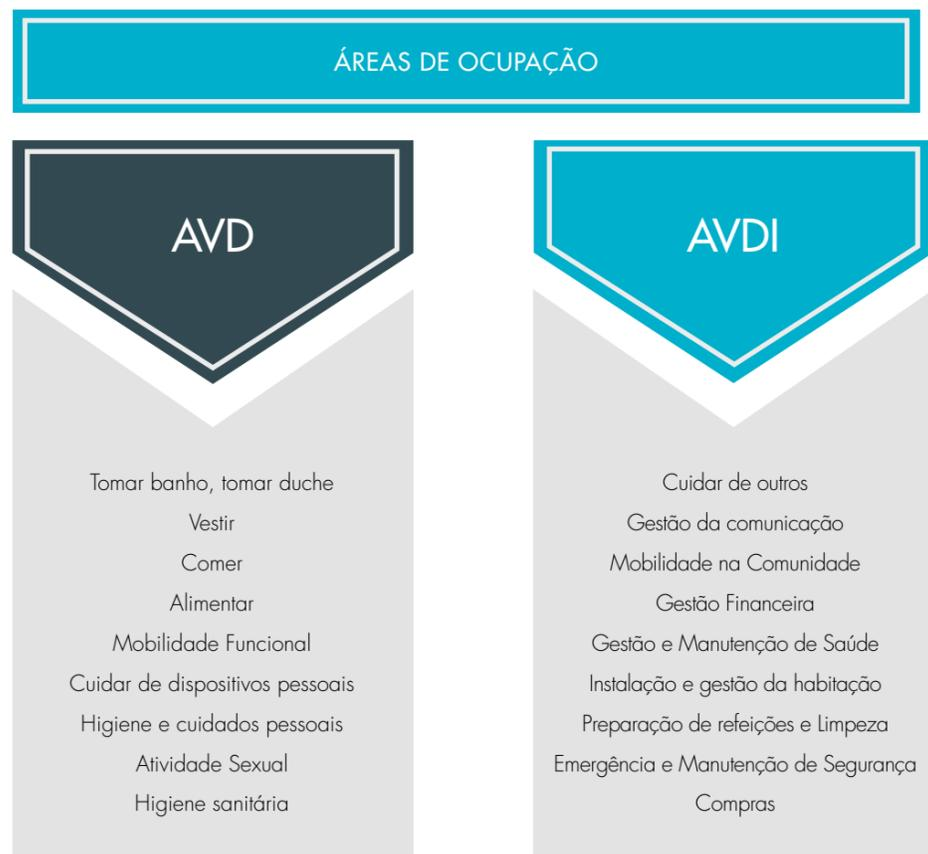 ÁREAS DE OCUPAÇÃO
AVD
Tomar banho, tomar duche
Vestir
Comer
Alimentar
Mobilidade Funcional
Cuidar de dispositivos pessoais
Higiene e cuidados pessoais
Atividade Sexual
Higiene sanitária
AVDI
Cuidar de outros
Gestão da comunicação
Mobilidade na Comunidade
Gestão Financeira
Gestão e Manutenção de Saúde
Instalação e gestão da habitação
Preparação de refeições e Limpeza
Emergência e Manutenção de Segurança
Compras